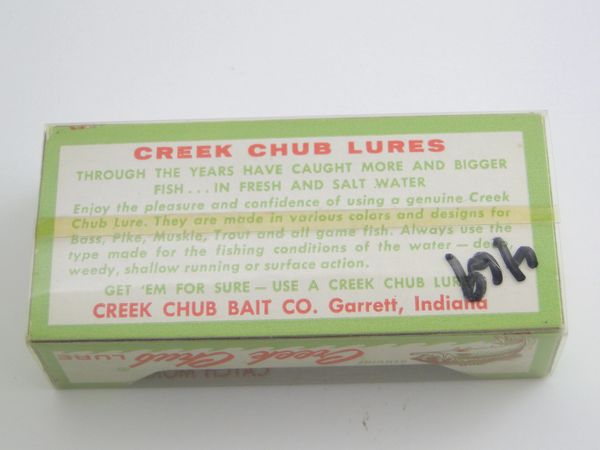 CREEK CHUB LURES
THROUGH THE YEARS HAVE CAUGHT MORE AND BIGGER
FISH...IN FRESH AND SALT WATER
Enjoy the pleasure and confidence of using a genuine Creek
Chub Lure. They are made in various colors and designs for
Bass, Pike, Muskie, Trout and all game fish. Always use the
type made for the fishing conditions of the water — deep,
weedy, shallow running or surface action.
GET 'EM FOR SURE — USE A CREEK CHUB LURE
CREEK CHUB BAIT CO. Garrett, Indiana
Creek Chub LURE